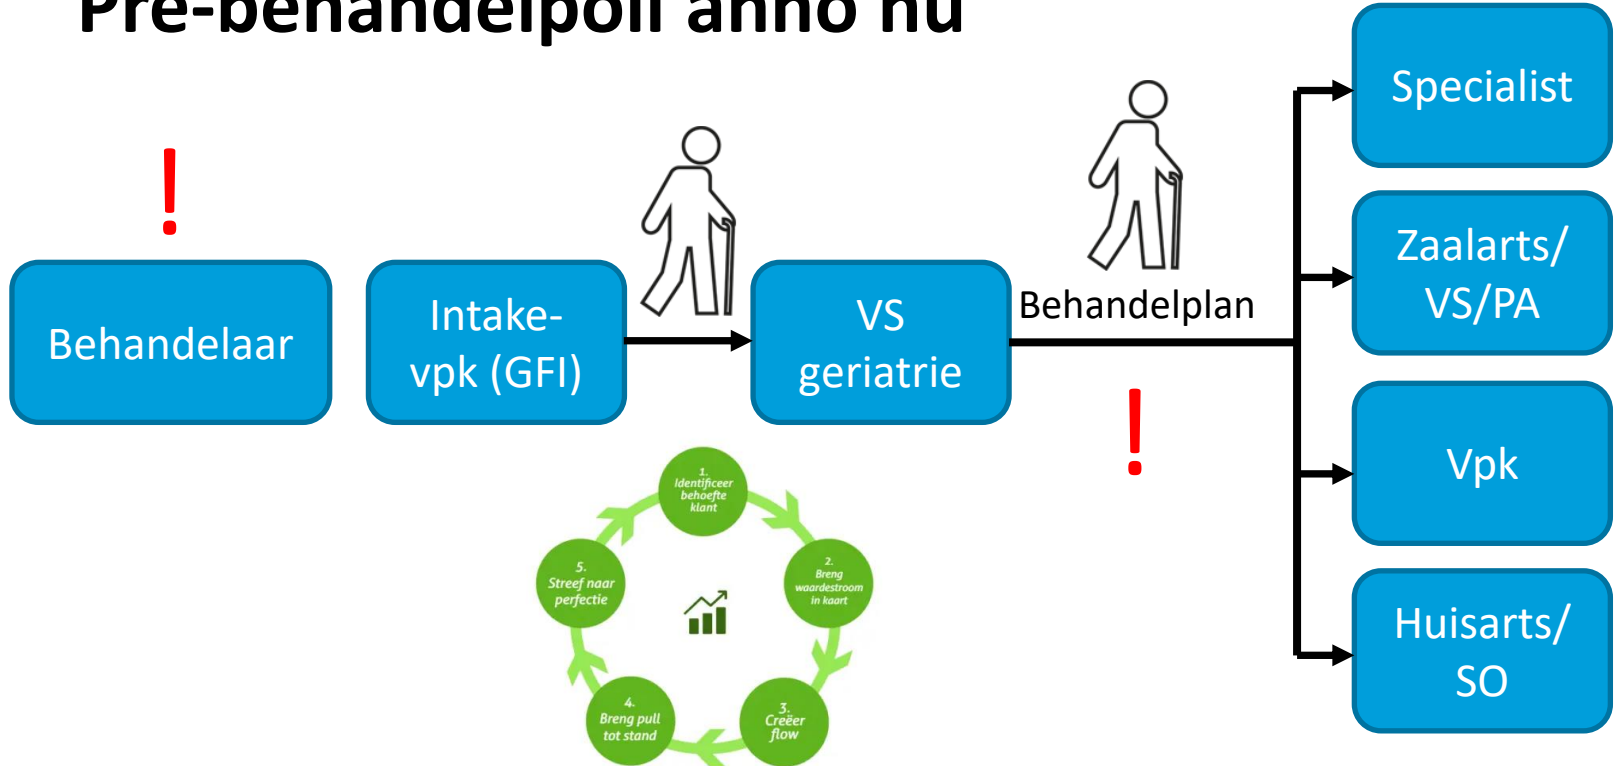 Pre-behandelpoli anno nu
!
Behandelaar
Intake-
vpk (GFI)
VS
geriatrie
Behandelplan
!
Specialist
Zaalarts/
VS/PA
Vpk
Huisarts/
SO
1.
Identificeer
behoefte
klant
2.
Breng
waardestroom
in kaart
3.
Creëer
flow
4.
Breng pull
tot stand
5.
Streef naar
perfectie